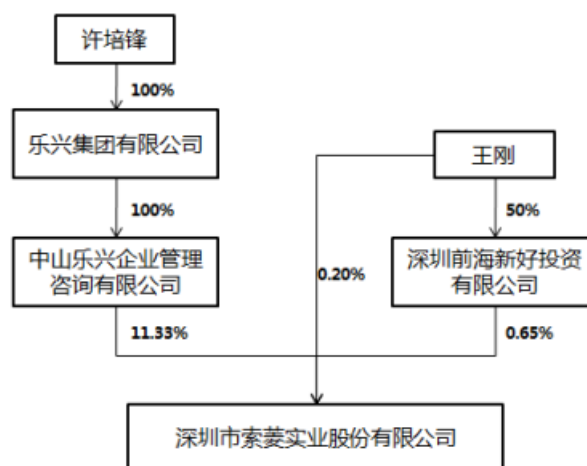 许培锋
100%
乐兴集团有限公司
王刚
100%
50%
中山乐兴企业管理
咨询有限公司
0.20%
深圳前海新好投资
有限公司
11.33%
0.65%
深圳市索菱实业股份有限公司